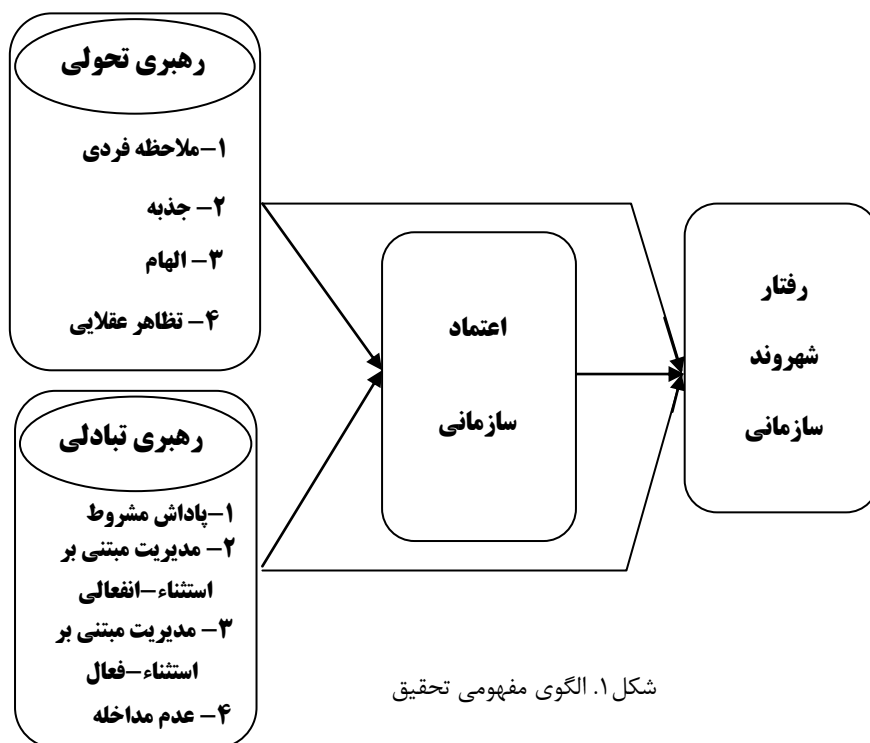 رهبری تحولی
۱-ملاحظه فردی
۲- جذبه
۳- الهام
۴- تظاهر عقلایی
رهبری تبادلی
۱-پاداش مشروط
۲- مدیریت مبتنی بر
استثناء-انفعالی
۳- مدیریت مبتنی بر
استثناء-فعال
۴- عدم مداخله
اعتماد
سازمانی
رفتار
شهروند
سازمانی
شکل۱. الگوی مفهومی تحقیق